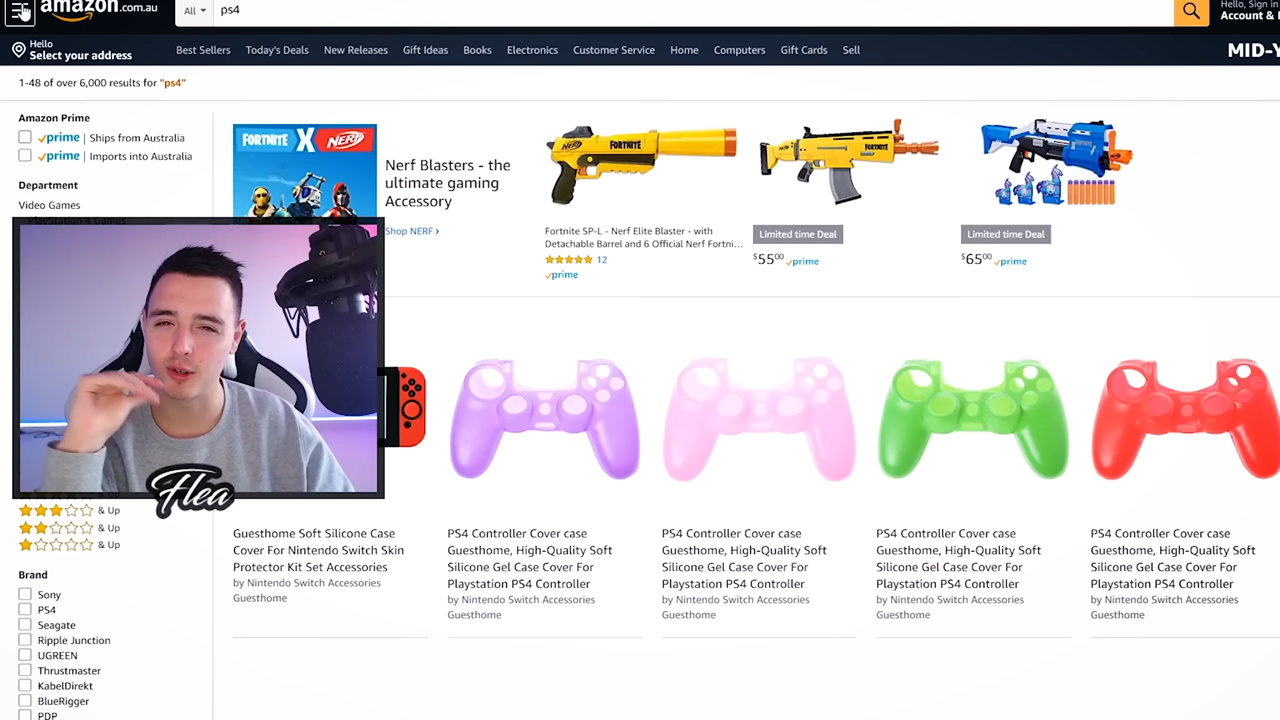 amazon.com.au
All
ps4
Hello, Sign in
Account &
Hello
Select your address
Best Sellers
Today's Deals
New Releases
Gift Ideas
Books
Electronics
Customer Service
Home
Computers
Gift Cards
Sell
MID-Y
1-48 of over 6,000 results for "ps4"
Amazon Prime
prime | Ships from Australia
prime | Imports into Australia
Department
Video Games
FORTNITE X NERF
Nerf Blasters - the
ultimate gaming
Accessory
Shop NERF ›
NERF
FORTNITE
Fortnite SP-L - Nerf Elite Blaster - with
Detachable Barrel and 6 Official Nerf Fortni...
12
prime
FORTNITE
Limited time Deal
$5500 prime
Limited time Deal
$6500 prime
Flea
& Up
& Up
& Up
Brand
Sony
PS4
Seagate
Ripple Junction
UGREEN
Thrustmaster
KabelDirekt
BlueRigger
PDP
Guesthome Soft Silicone Case
Cover For Nintendo Switch Skin
Protector Kit Set Accessories
by Nintendo Switch Accessories
Guesthome
PS4 Controller Cover case
Guesthome, High-Quality Soft
Silicone Gel Case Cover For
Playstation PS4 Controller
by Nintendo Switch Accessories
Guesthome
PS4 Controller Cover case
Guesthome, High-Quality Soft
Silicone Gel Case Cover For
Playstation PS4 Controller
by Nintendo Switch Accessories
Guesthome
PS4 Controller Cover case
Guesthome, High-Quality Soft
Silicone Gel Case Cover For
Playstation PS4 Controller
by Nintendo Switch Accessories
Guesthome
PS4 Controller Cover case
Guesthome, High-Quality Soft
Silicone Gel Case Cover For
Playstation PS4 Controller
by Nintendo Switch Accessories
Guesthome